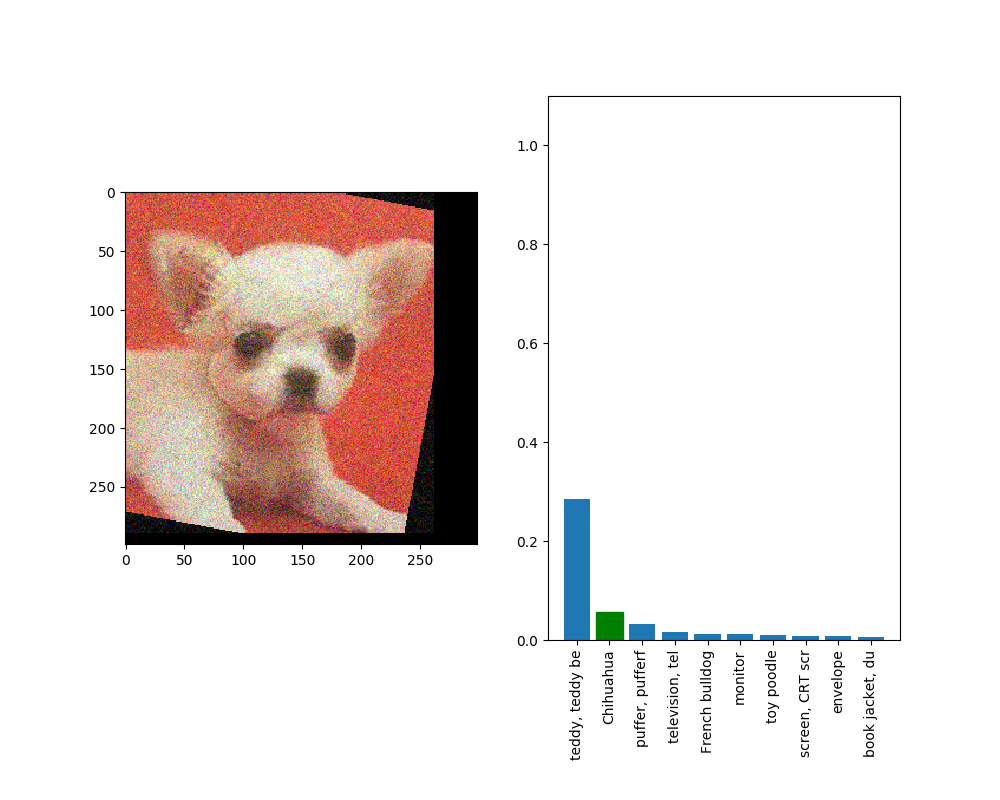 0
50
100
150
200
250
0
50
100
150
200
250
1.0
0.8
0.6
0.4
0.2
0.0
teddy, teddy be
Chihuahua
puffer, pufferf
television, tel
French bulldog
monitor
toy poodle
screen, CRT scr
envelope
book jacket, du